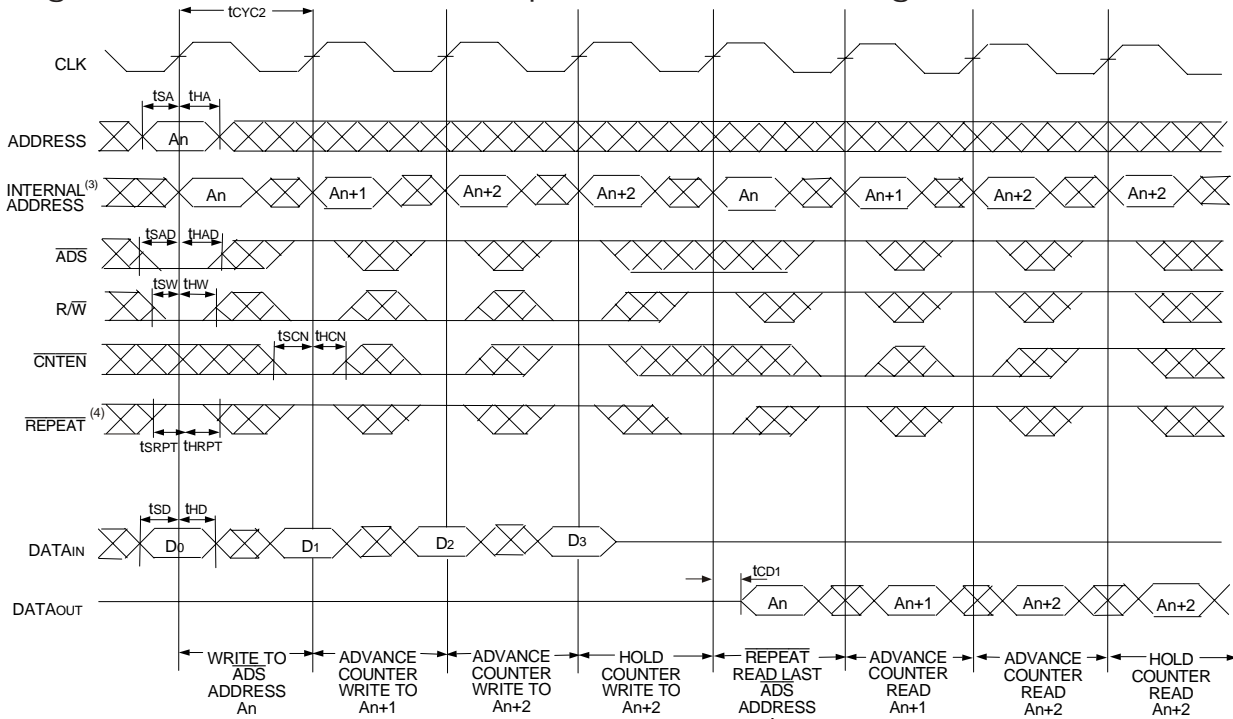 tCYC2
CLK
tSA tHA
ADDRESS An
INTERNAL(3)
ADDRESS
An An+1 An+2 An+2 An An+1 An+2 An+2
tSAD tHAD
ADS
tSW tHW
R/W
tSCN tHCN
CNTEN
REPEAT (4)
tSRPT tHRPT
tSD tHD
DATAIN D0 D1 D2 D3
tCD1
DATAOUT An An+1 An+2 An+2
WRITE TO
ADS
ADDRESS
An
ADVANCE
COUNTER
WRITE TO
An+1
ADVANCE
COUNTER
WRITE TO
An+2
HOLD
COUNTER
WRITE TO
An+2
REPEAT
READ LAST
ADS
ADDRESS
ADVANCE
COUNTER
READ
An+1
ADVANCE
COUNTER
READ
An+2
HOLD
COUNTER
READ
An+2